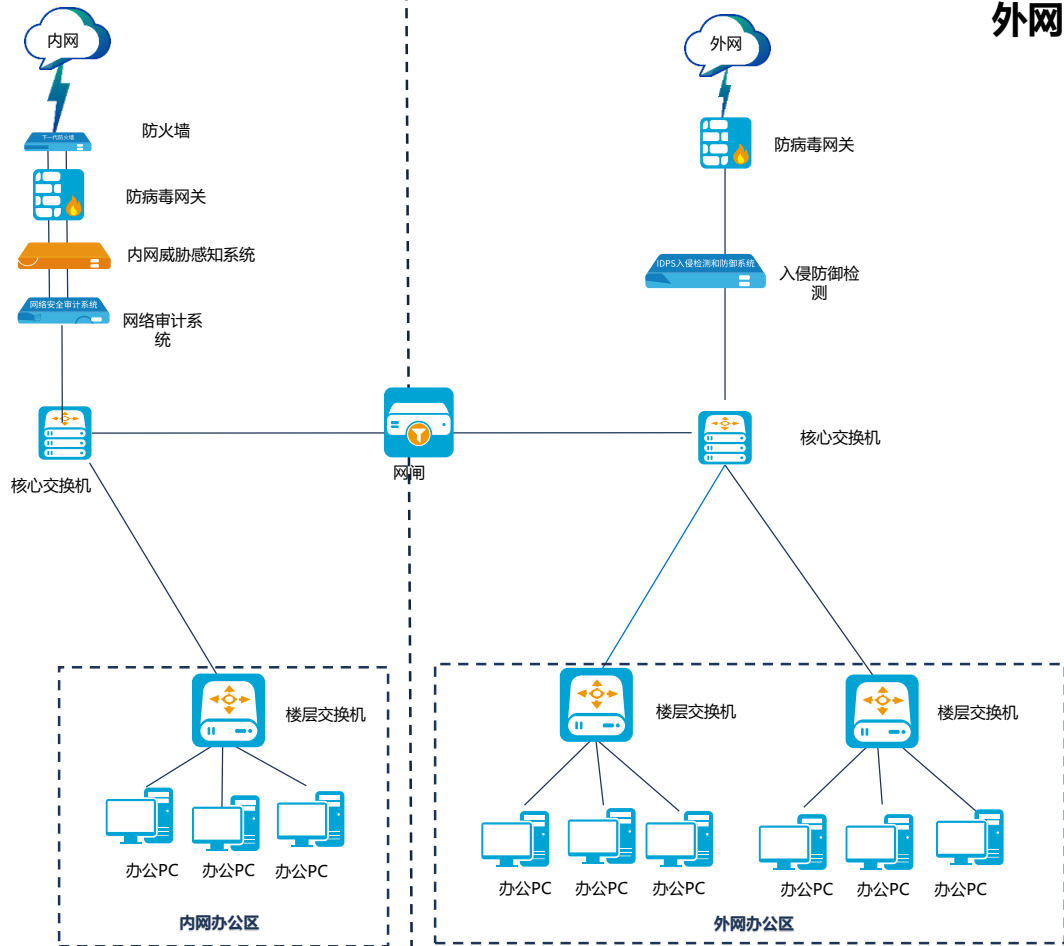 外网
内网
外网
下一代防火墙
防火墙
防病毒网关
防病毒网关
内网威胁感知系统
IDPS入侵检测和防御系统
入侵防御检
测
网络安全审计系统
网络审计系
统
核心交换机
网闸
核心交换机
楼层交换机
楼层交换机
楼层交换机
办公PC
办公PC
办公PC
办公PC
办公PC
办公PC
办公PC
办公PC
办公PC
内网办公区
外网办公区